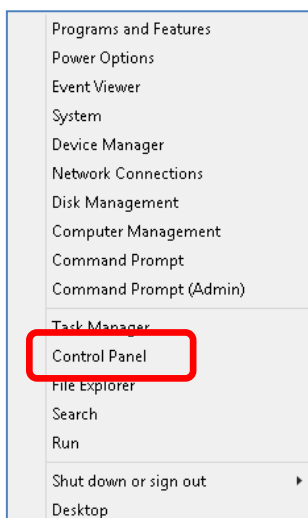 Programs and Features
Power Options
Event Viewer
System
Device Manager
Network Connections
Disk Management
Computer Management
Command Prompt
Command Prompt (Admin)
Task Manager
Control Panel
File Explorer
Search
Run
Shut down or sign out
Desktop